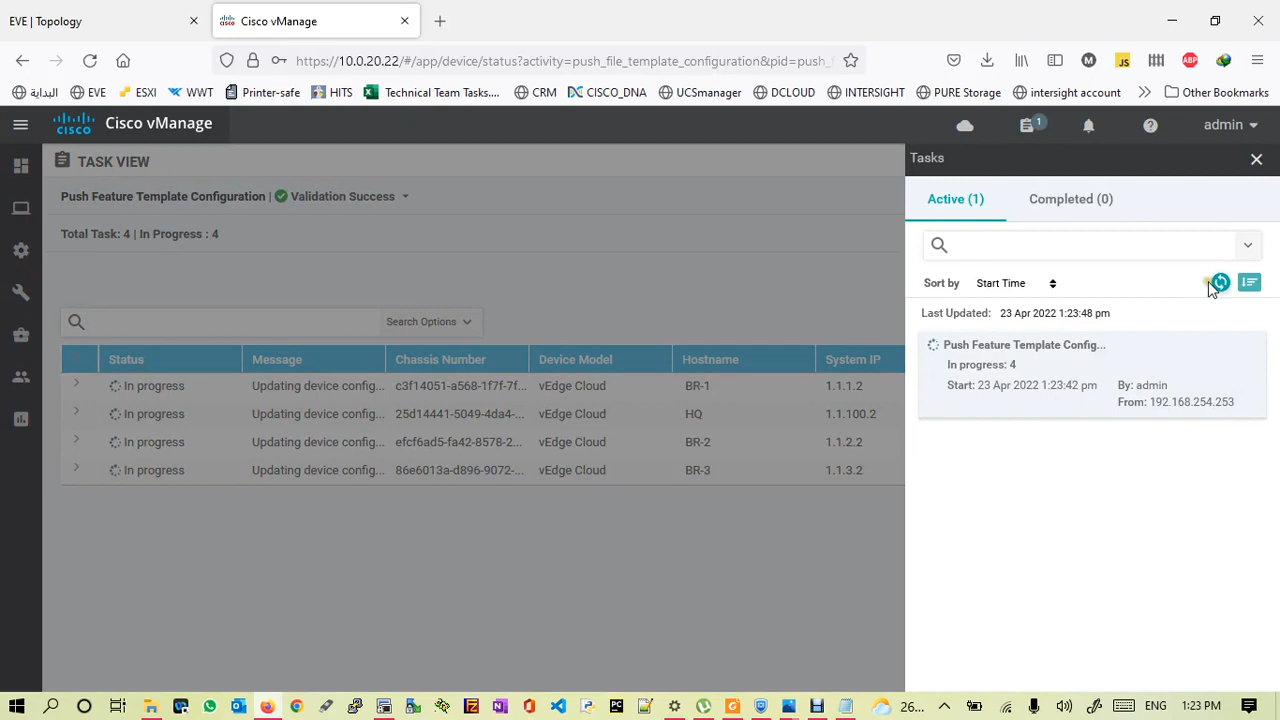 EVE | Topology
Cisco vManage
https://10.0.20.22/#/app/device/status?activity=push_file_template_configuration&pid=push_f
البداية EVE ESXI WWT Printer-safe HITS Technical Team Tasks.... CRM CISCO_DNA UCSmanager DCLOUD INTERSIGHT PURE Storage intersight account Other Bookmarks
M JS ABP
cisco Cisco vManage 1 admin
TASK VIEW
Push Feature Template Configuration | Validation Success
Total Task: 4 | In Progress : 4
Search Options
Status Message Chassis Number Device Model Hostname System IP
In progress Updating device config... c3f14051-a568-1f7f-7f... vEdge Cloud BR-1 1.1.1.2
In progress Updating device config... 25d14441-5049-4da4-... vEdge Cloud HQ 1.1.100.2
In progress Updating device config... efcf6ad5-fa42-8578-2... vEdge Cloud BR-2 1.1.2.2
In progress Updating device config... 86e6013a-d896-9072-... vEdge Cloud BR-3 1.1.3.2
Tasks
Active (1) Completed (0)
Sort by Start Time
Last Updated: 23 Apr 2022 1:23:48 pm
Push Feature Template Config...
In progress: 4
Start: 23 Apr 2022 1:23:42 pm By: admin
From: 192.168.254.253
26... ENG 1:23 PM